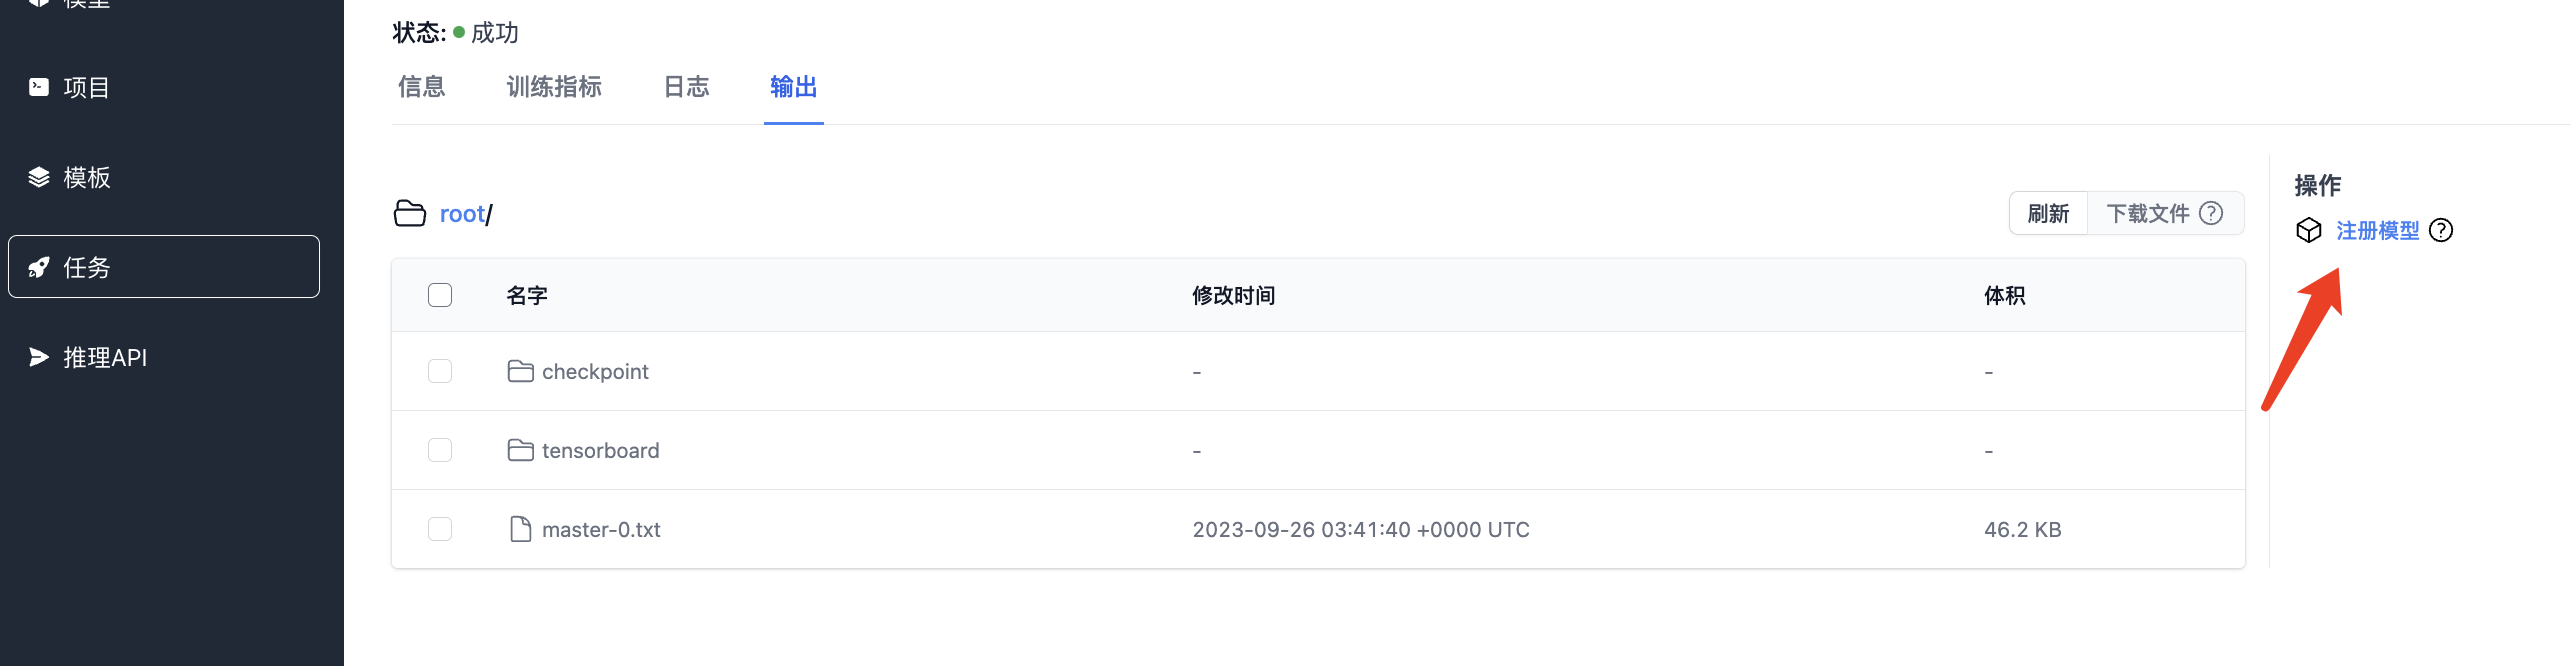 模型
项目
模板
任务
推理API
状态: 成功
信息 训练指标 日志 输出
root/
刷新 下载文件 ?
名字 修改时间 体积
checkpoint - -
tensorboard - -
master-0.txt 2023-09-26 03:41:40 +0000 UTC 46.2 KB
操作
注册模型 ?